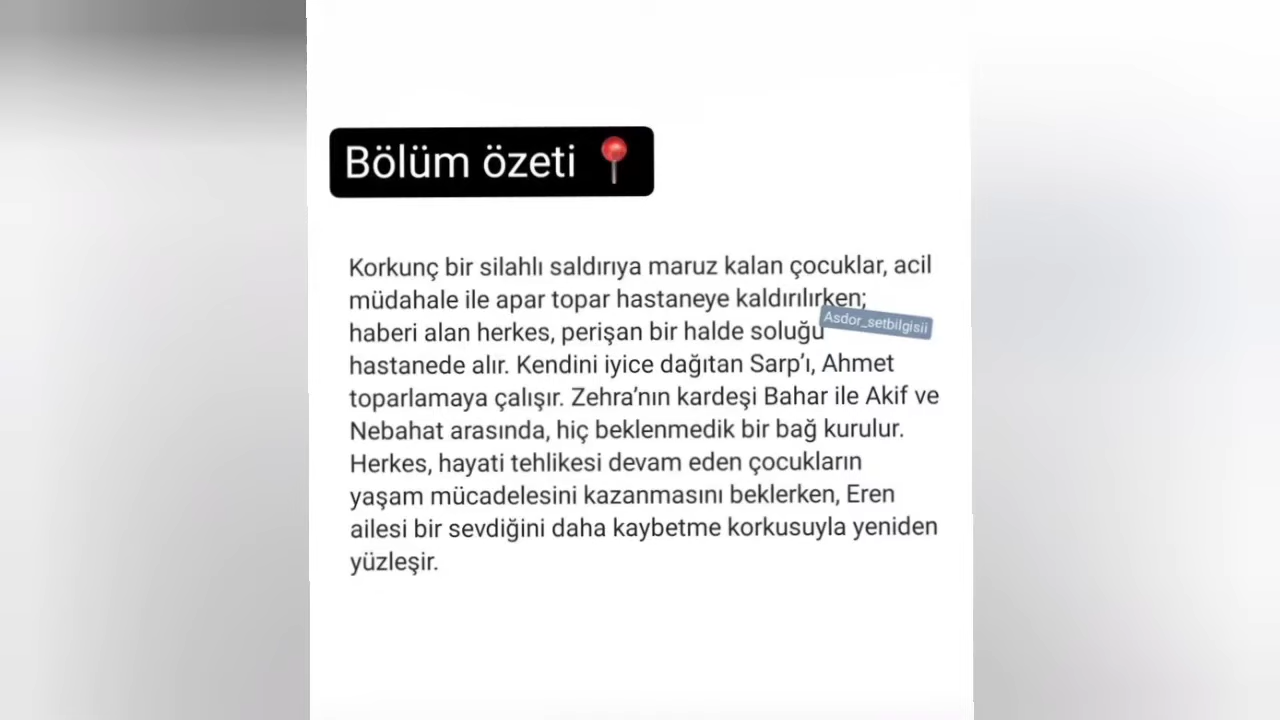 Bölüm özeti 📍
Korkunç bir silahlı saldırıya maruz kalan çocuklar, acil
müdahale ile apar topar hastaneye kaldırılırken;
haberi alan herkes, perişan bir halde soluğu
Asdor_setbilgisii
hastanede alır. Kendini iyice dağıtan Sarp’ı, Ahmet
toparlamaya çalışır. Zehra’nın kardeşi Bahar ile Akif ve
Nebahat arasında, hiç beklenmedik bir bağ kurulur.
Herkes, hayati tehlikesi devam eden çocukların
yaşam mücadelesini kazanmasını beklerken, Eren
ailesi bir sevdiğini daha kaybetme korkusuyla yeniden
yüzleşir.